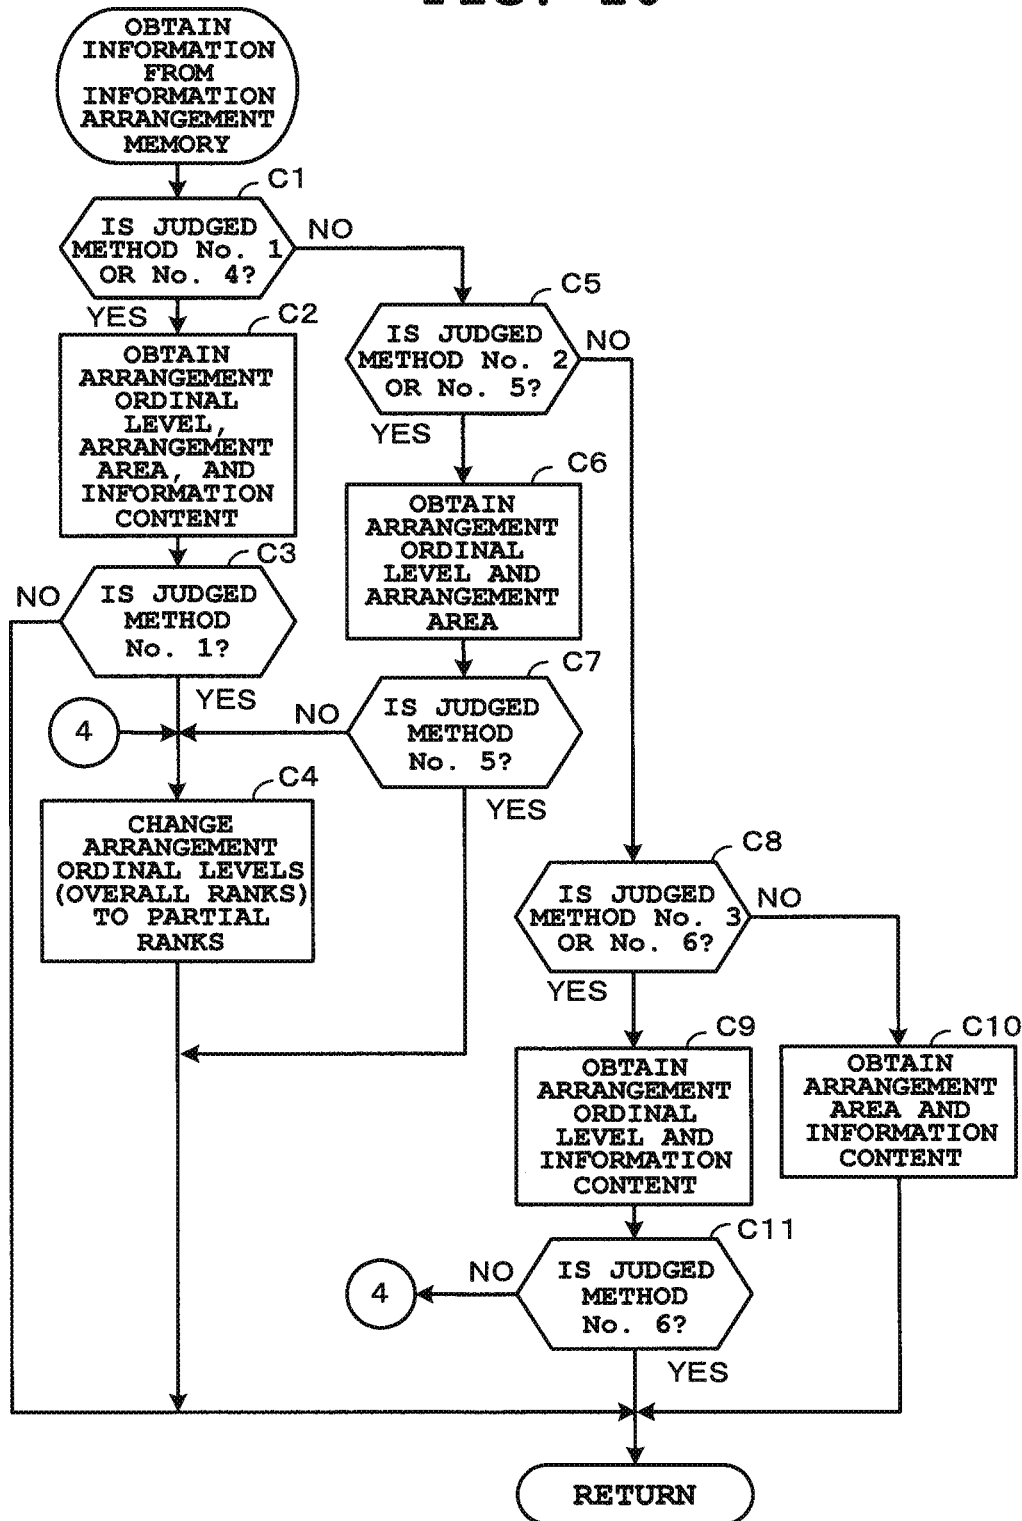 OBTAIN
INFORMATION
FROM
INFORMATION
ARRANGEMENT
MEMORY
C1
IS JUDGED
METHOD No. 1
OR No. 4?
NO
YES
C2
OBTAIN
ARRANGEMENT
ORDINAL
LEVEL,
ARRANGEMENT
AREA, AND
INFORMATION
CONTENT
C3
NO
IS JUDGED
METHOD
No. 1?
YES
4
C4
CHANGE
ARRANGEMENT
ORDINAL LEVELS
(OVERALL RANKS)
TO PARTIAL
RANKS
C5
IS JUDGED
METHOD No. 2
OR No. 5?
NO
YES
C6
OBTAIN
ARRANGEMENT
ORDINAL
LEVEL AND
ARRANGEMENT
AREA
C7
NO
IS JUDGED
METHOD
No. 5?
YES
C8
IS JUDGED
METHOD No. 3
OR No. 6?
NO
YES
C9
OBTAIN
ARRANGEMENT
ORDINAL
LEVEL AND
INFORMATION
CONTENT
C10
OBTAIN
ARRANGEMENT
AREA AND
INFORMATION
CONTENT
C11
IS JUDGED
METHOD
No. 6?
NO
4
YES
RETURN